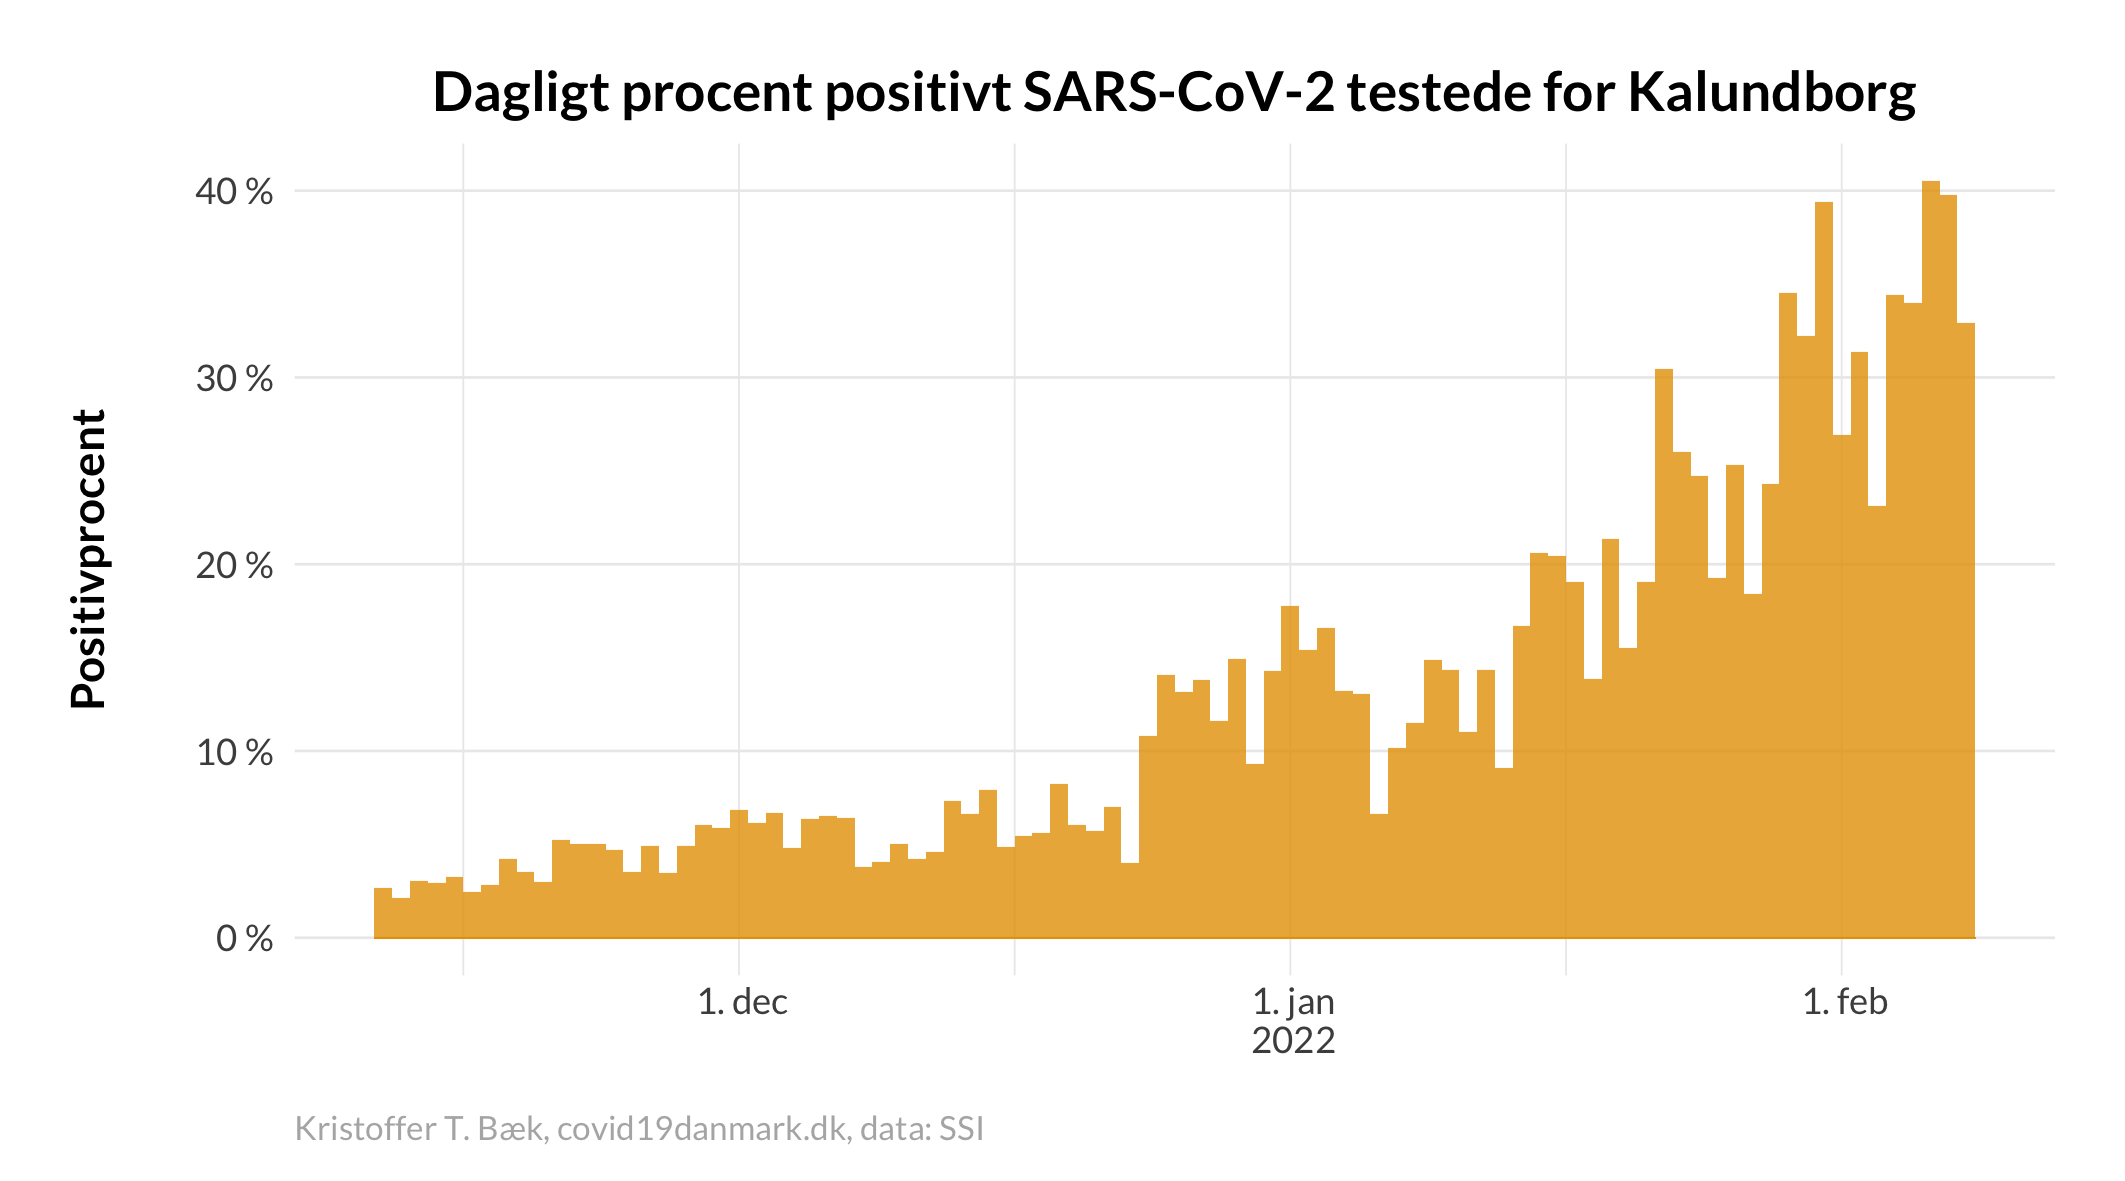 Dagligt procent positivt SARS-CoV-2 testede for Kalundborg
Positivprocent
40 %
30 %
20 %
10 %
0 %
1. dec
1. jan
2022
1. feb
Kristoffer T. Bæk, covid19danmark.dk, data: SSI